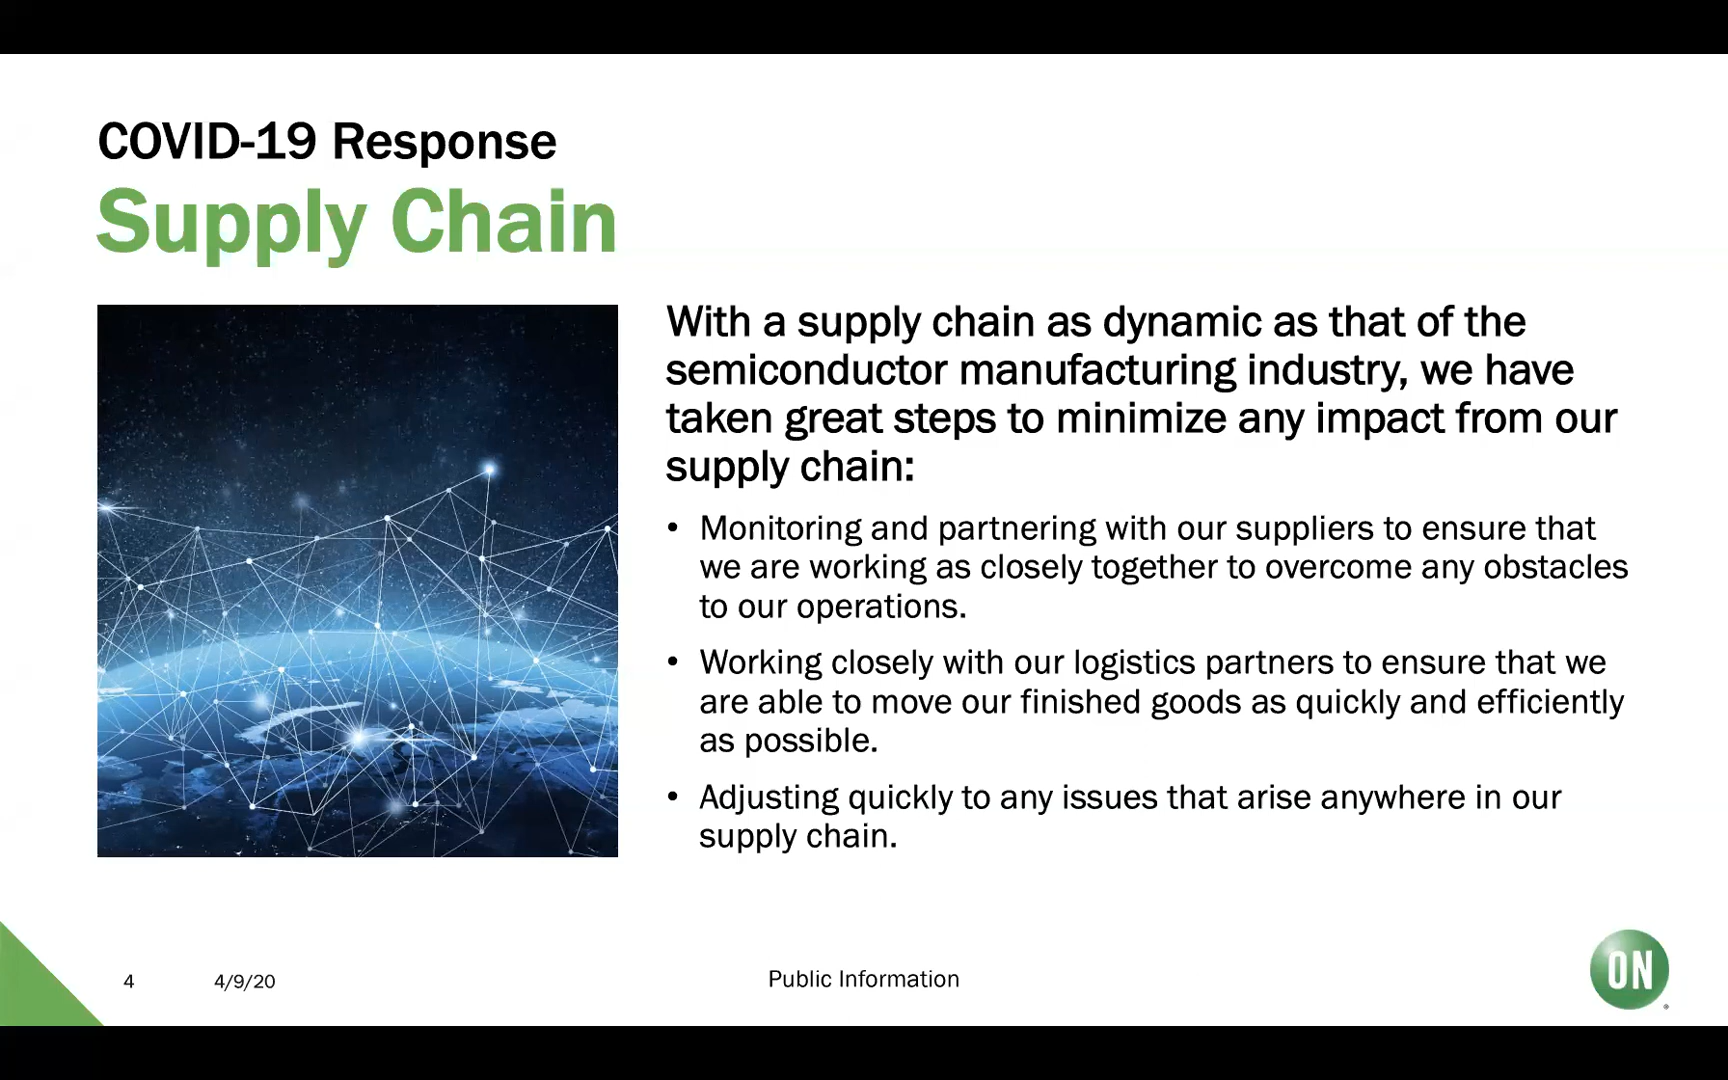 COVID-19 Response
Supply Chain
With a supply chain as dynamic as that of the
semiconductor manufacturing industry, we have
taken great steps to minimize any impact from our
supply chain:
• Monitoring and partnering with our suppliers to ensure that
we are working as closely together to overcome any obstacles
to our operations.
• Working closely with our logistics partners to ensure that we
are able to move our finished goods as quickly and efficiently
as possible.
• Adjusting quickly to any issues that arise anywhere in our
supply chain.
4
4/9/20
Public Information
ON
®